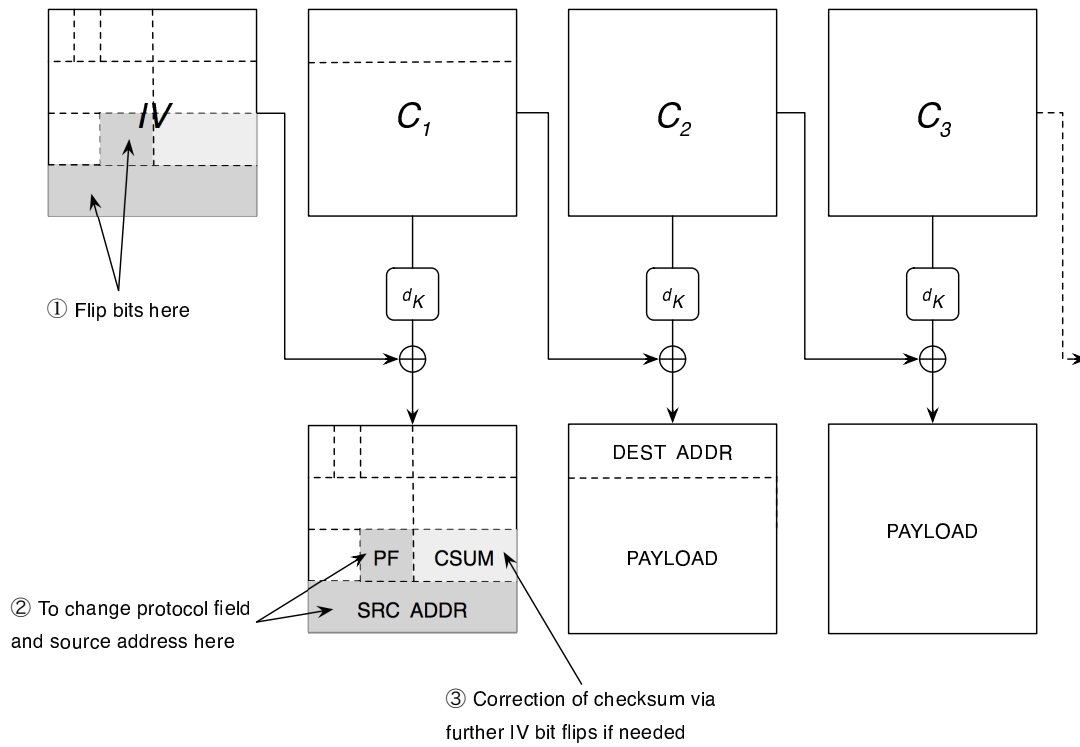 IV
C1
C2
C3
① Flip bits here
dK
dK
dK
DEST ADDR
PAYLOAD
PAYLOAD
PF
CSUM
SRC ADDR
② To change protocol field
and source address here
③ Correction of checksum via
further IV bit flips if needed